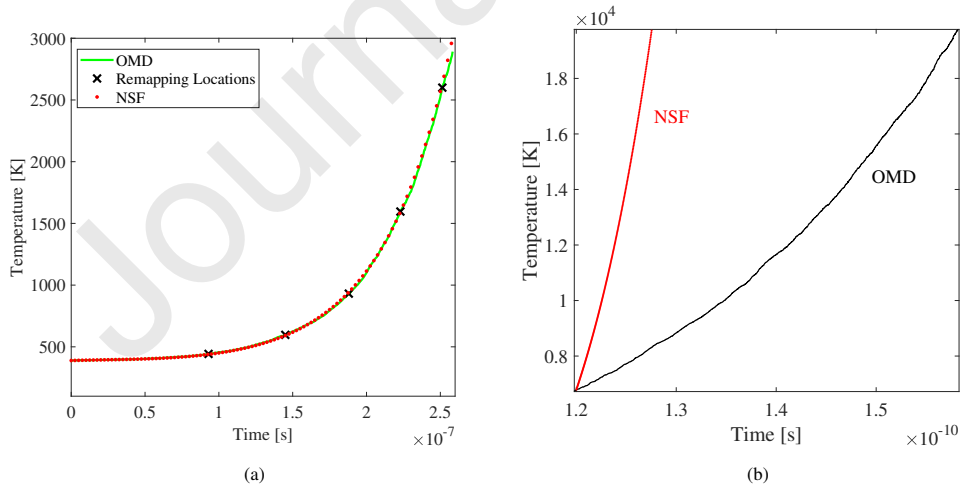 Journa
3000
2500
2000
1500
1000
500
Temperature [K]
OMD
Remapping Locations
NSF
0 0.5 1 1.5 2 2.5
Time [s]
×10⁻⁷
(a)
×10⁴
1.8
1.6
1.4
1.2
1
0.8
Temperature [K]
NSF
OMD
1.2 1.3 1.4 1.5
Time [s]
×10⁻¹⁰
(b)